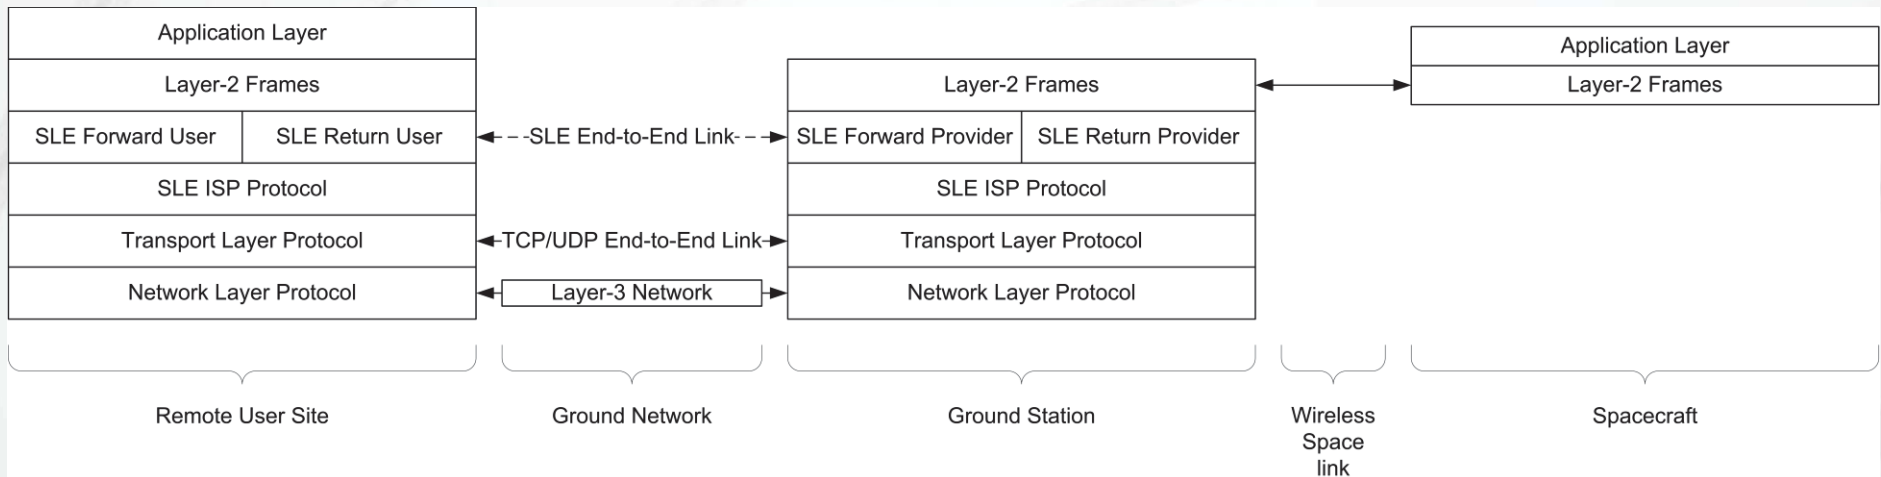 Application Layer
Layer-2 Frames
SLE Forward User
SLE Return User
SLE ISP Protocol
Transport Layer Protocol
Network Layer Protocol
SLE End-to-End Link
TCP/UDP End-to-End Link
Layer-3 Network
Layer-2 Frames
SLE Forward Provider
SLE Return Provider
SLE ISP Protocol
Transport Layer Protocol
Network Layer Protocol
Application Layer
Layer-2 Frames
Remote User Site
Ground Network
Ground Station
Wireless
Space
link
Spacecraft